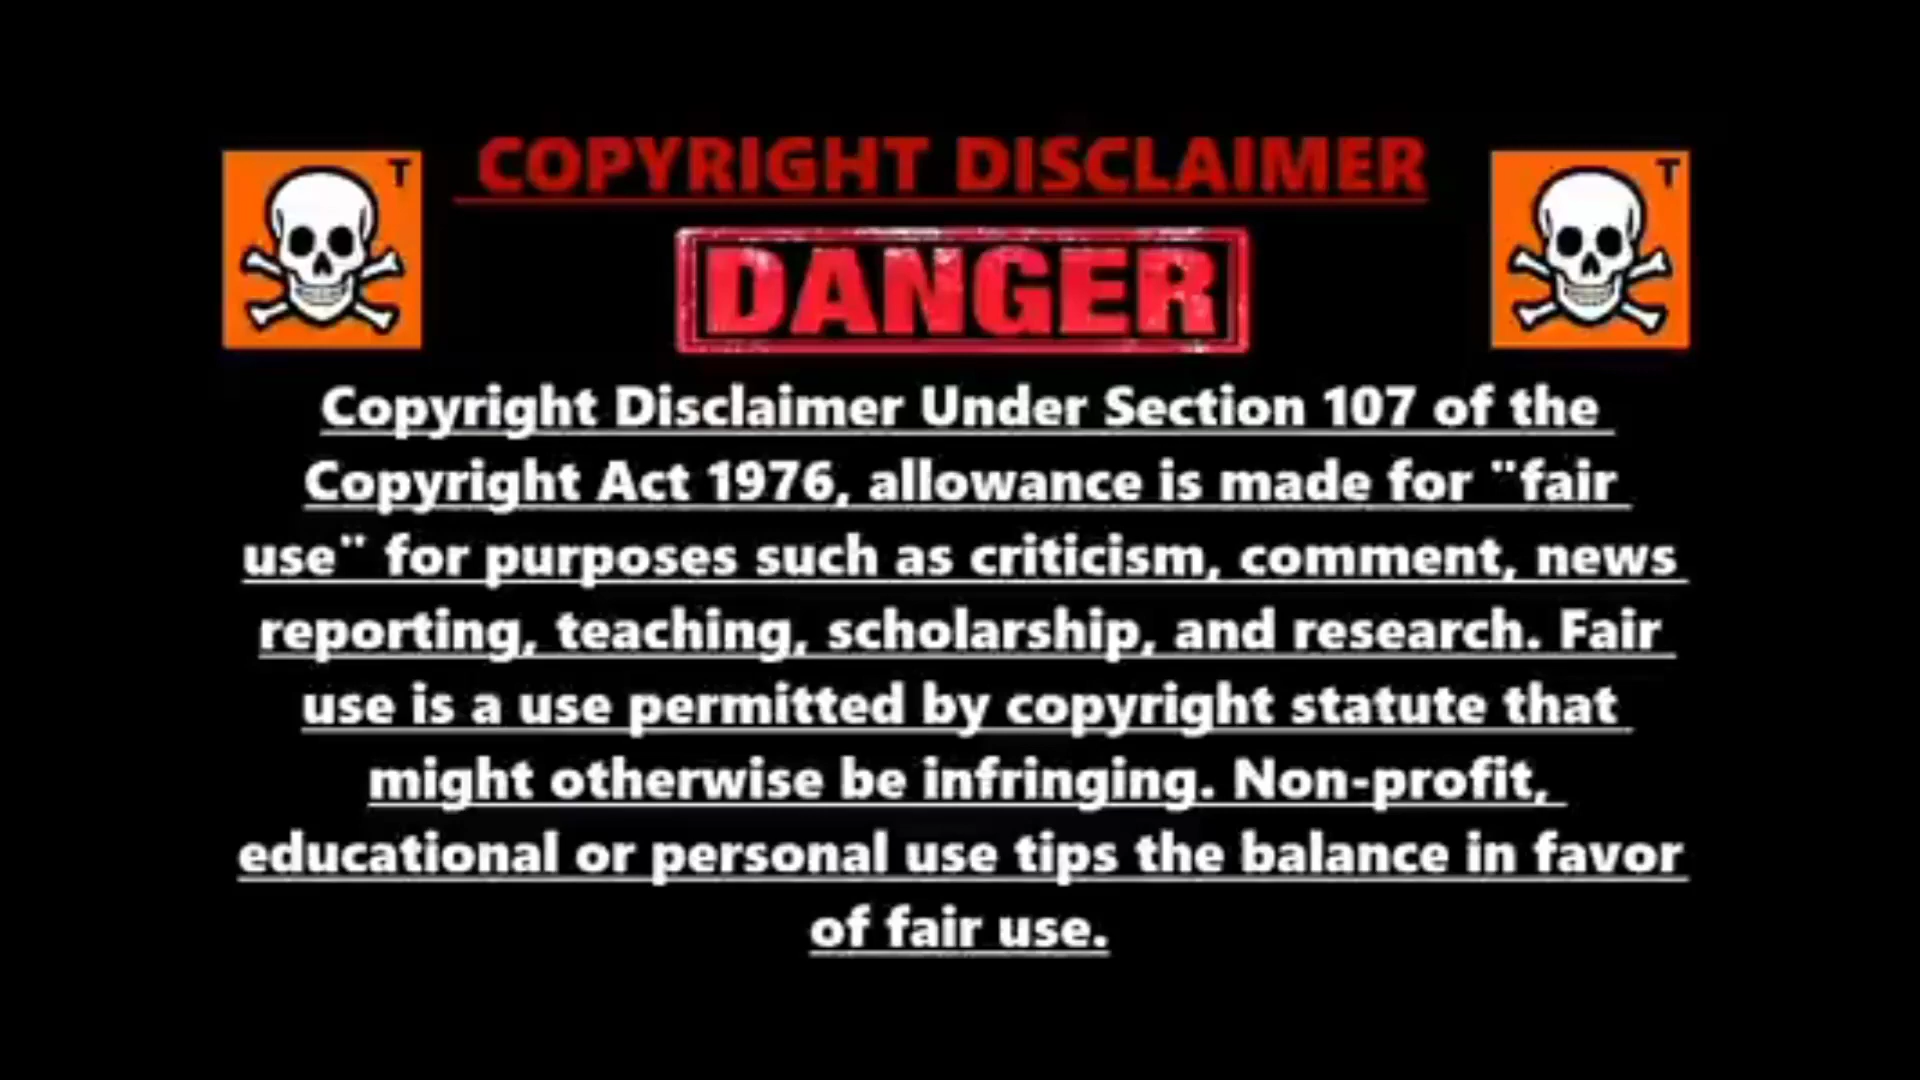 T
COPYRIGHT DISCLAIMER
T
DANGER
Copyright Disclaimer Under Section 107 of the
Copyright Act 1976, allowance is made for "fair
use" for purposes such as criticism, comment, news
reporting, teaching, scholarship, and research. Fair
use is a use permitted by copyright statute that
might otherwise be infringing. Non-profit,
educational or personal use tips the balance in favor
of fair use.